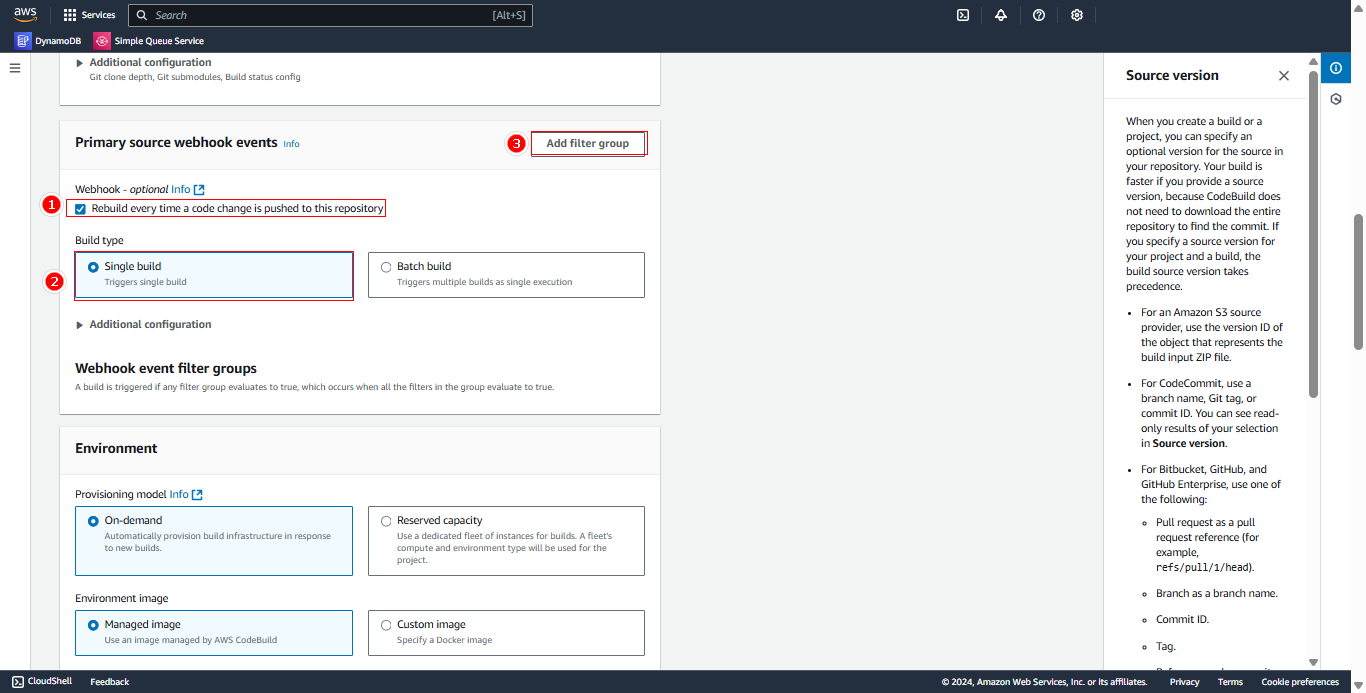 aws
Services
Search
[Alt+S]
DynamoDB
Simple Queue Service
Additional configuration
Git clone depth, Git submodules, Build status config
Primary source webhook events Info
3
Add filter group
Webhook - optional Info
1
Rebuild every time a code change is pushed to this repository
Build type
2
Single build
Triggers single build
Batch build
Triggers multiple builds as single execution
Additional configuration
Webhook event filter groups
A build is triggered if any filter group evaluates to true, which occurs when all the filters in the group evaluate to true.
Environment
Provisioning model Info
On-demand
Automatically provision build infrastructure in response
to new builds.
Reserved capacity
Use a dedicated fleet of instances for builds. A fleet's
compute and environment type will be used for the
project.
Environment image
Managed image
Use an image managed by AWS CodeBuild
Custom image
Specify a Docker image
Source version
When you create a build or a
project, you can specify an
optional version for the source in
your repository. Your build is
faster if you provide a source
version, because CodeBuild does
not need to download the entire
repository to find the commit. If
you specify a source version for
your project and a build, the
build source version takes
precedence.
• For an Amazon S3 source
provider, use the version ID of
the object that represents the
build input ZIP file.
• For CodeCommit, use a
branch name, Git tag, or
commit ID. You can see read-
only results of your selection
in Source version.
• For Bitbucket, GitHub, and
GitHub Enterprise, use one of
the following:
Pull request as a pull
request reference (for
example,
refs/pull/1/head).
Branch as a branch name.
Commit ID.
Tag.
CloudShell
Feedback
© 2024, Amazon Web Services, Inc. or its affiliates.
Privacy
Terms
Cookie preferences